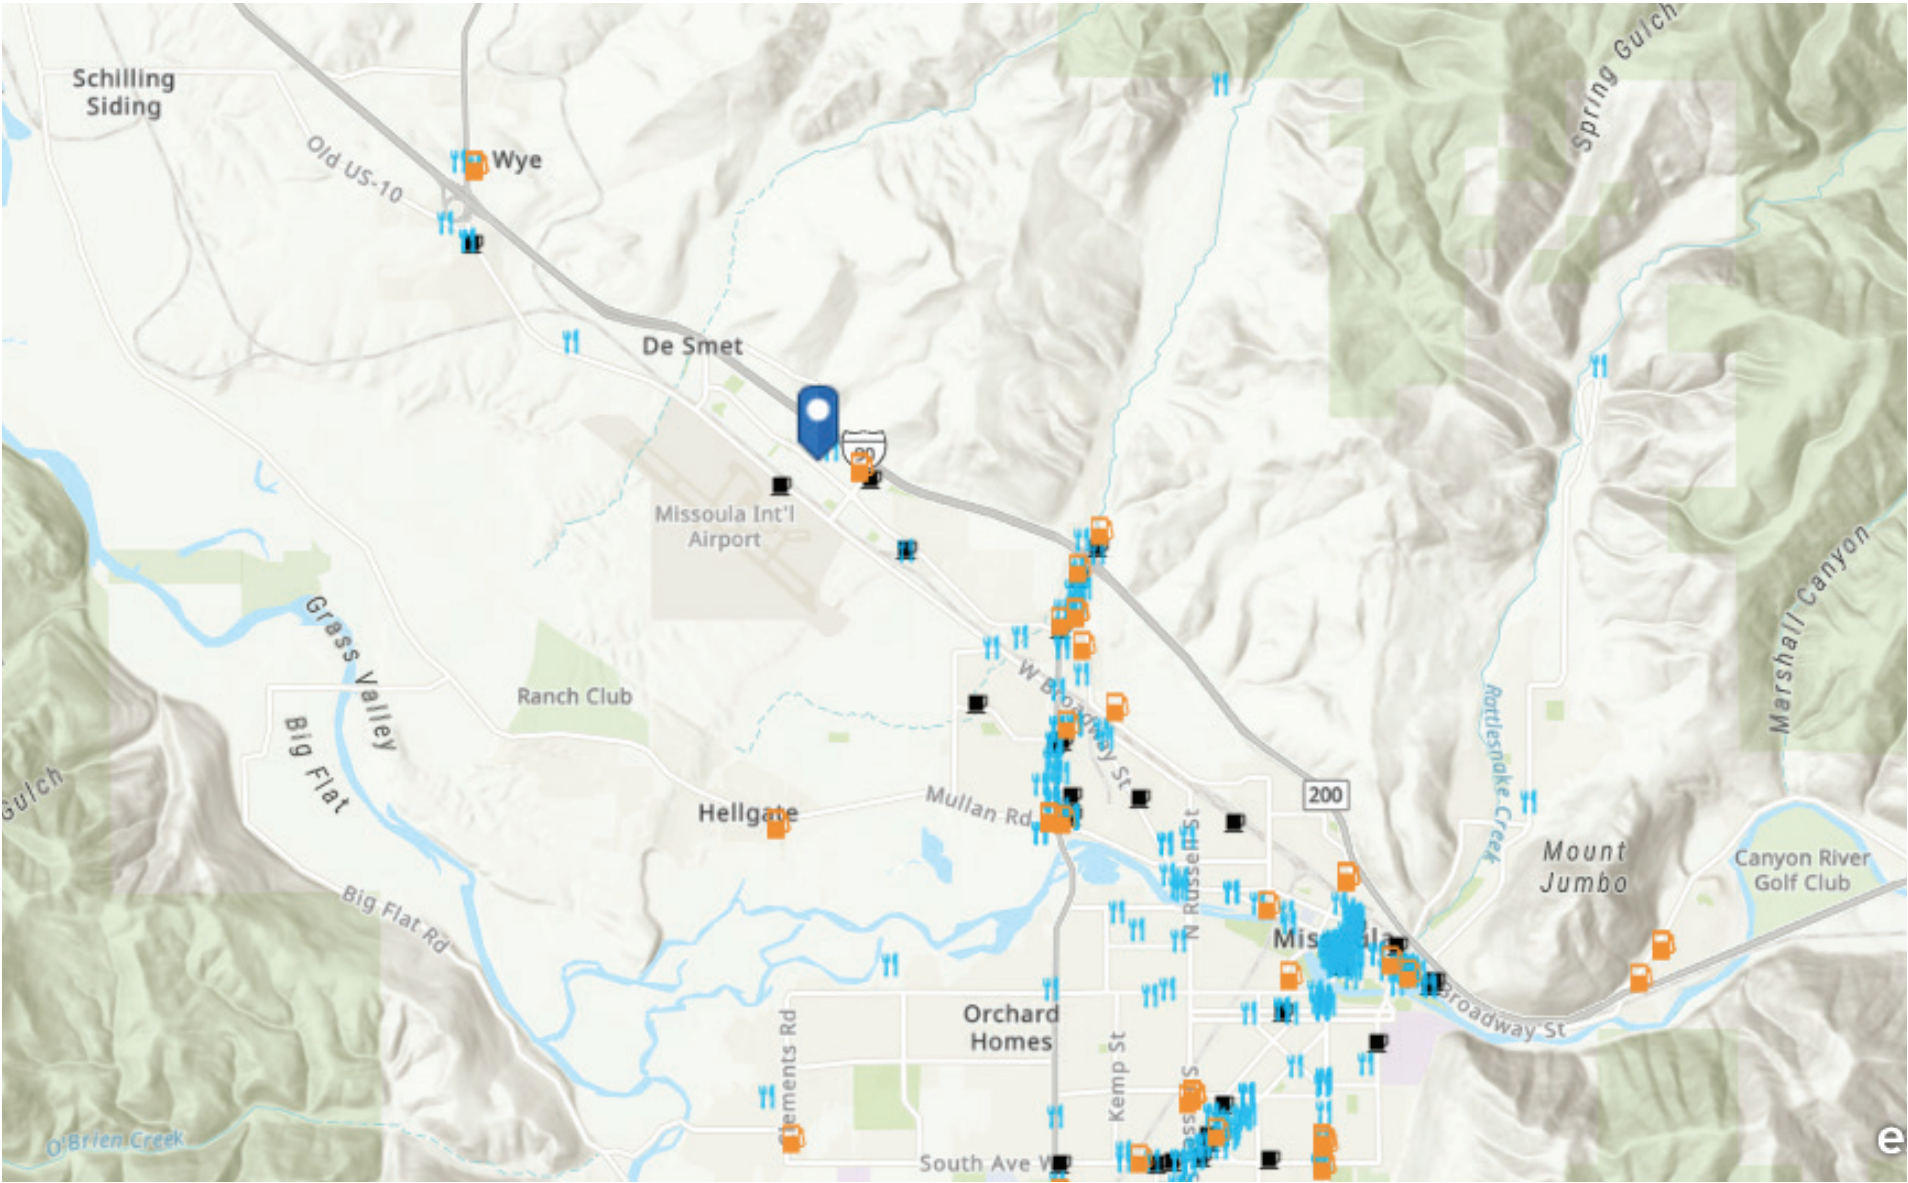 Spring Gulch
Schilling
Siding
Old US-10
Wye
De Smet
90
Missoula Int'l
Airport
Marshall Canyon
Grass Valley
Ranch Club
Big Flat
W Broadway St
Rattlesnake Creek
Gulch
Hellgate
Mullan Rd
200
N Russell St
Mount
Jumbo
Canyon River
Golf Club
Big Flat Rd
Broadway St
Orchard
Homes
Clements Rd
Kemp St
O'Brien Creek
South Ave W
e